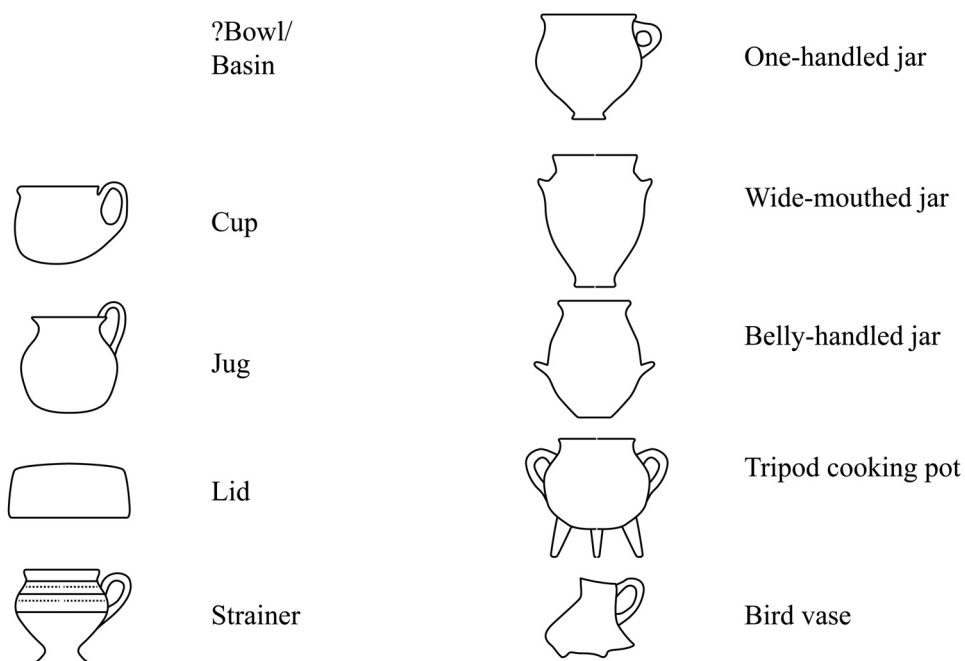 ?Bowl/
Basin
Cup
Jug
Lid
Strainer
One-handled jar
Wide-mouthed jar
Belly-handled jar
Tripod cooking pot
Bird vase